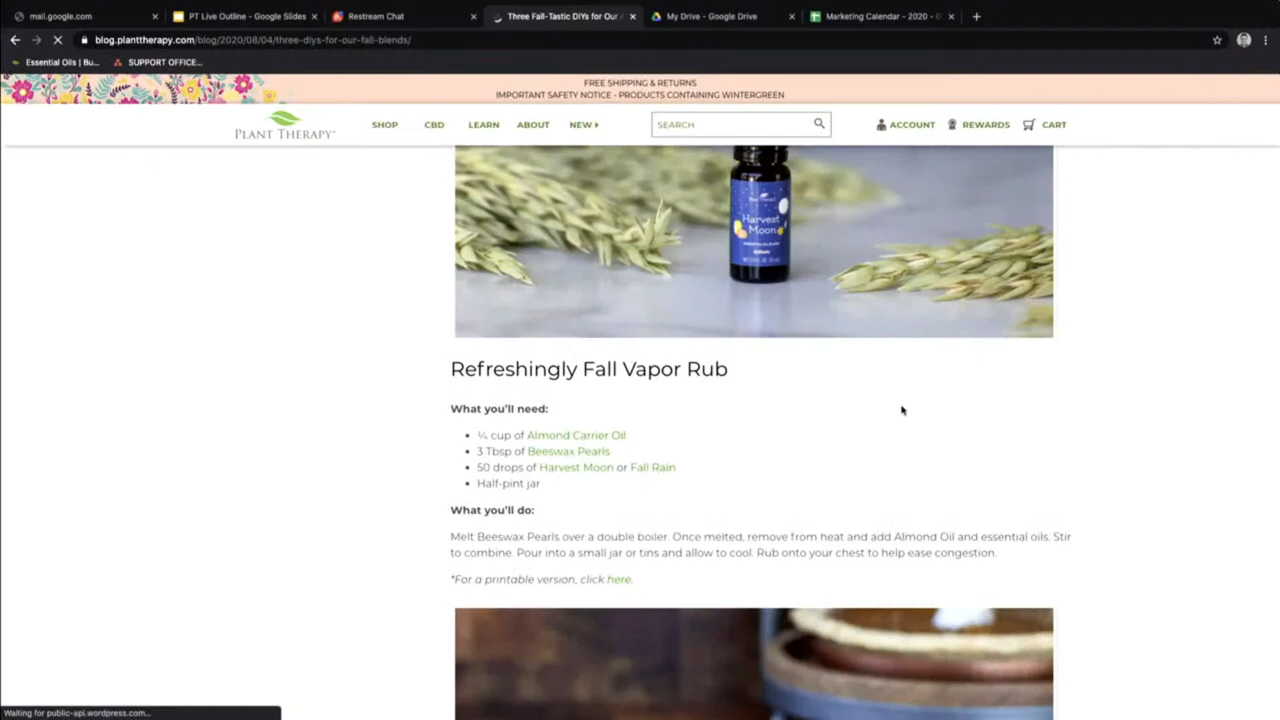 mail.google.com
PT Live Outline - Google Slides
Restream Chat
Three Fall-Tastic DIYs for Our
My Drive - Google Drive
Marketing Calendar - 2020 -
blog.planttherapy.com/blog/2020/08/04/three-diys-for-our-fall-blends/
Essential Oils | Bu...
SUPPORT OFFICE...
FREE SHIPPING & RETURNS
IMPORTANT SAFETY NOTICE - PRODUCTS CONTAINING WINTERGREEN
PLANT THERAPY
SHOP
CBD
LEARN
ABOUT
NEW
SEARCH
ACCOUNT
REWARDS
CART
Plant Therapy
Harvest
Moon
Refreshingly Fall Vapor Rub
What you'll need:
¼ cup of Almond Carrier Oil
3 Tbsp of Beeswax Pearls
50 drops of Harvest Moon or Fall Rain
Half-pint jar
What you'll do:
Melt Beeswax Pearls over a double boiler. Once melted, remove from heat and add Almond Oil and essential oils. Stir
to combine. Pour into a small jar or tins and allow to cool. Rub onto your chest to help ease congestion.
*For a printable version, click here.
Waiting for public-api.wordpress.com...